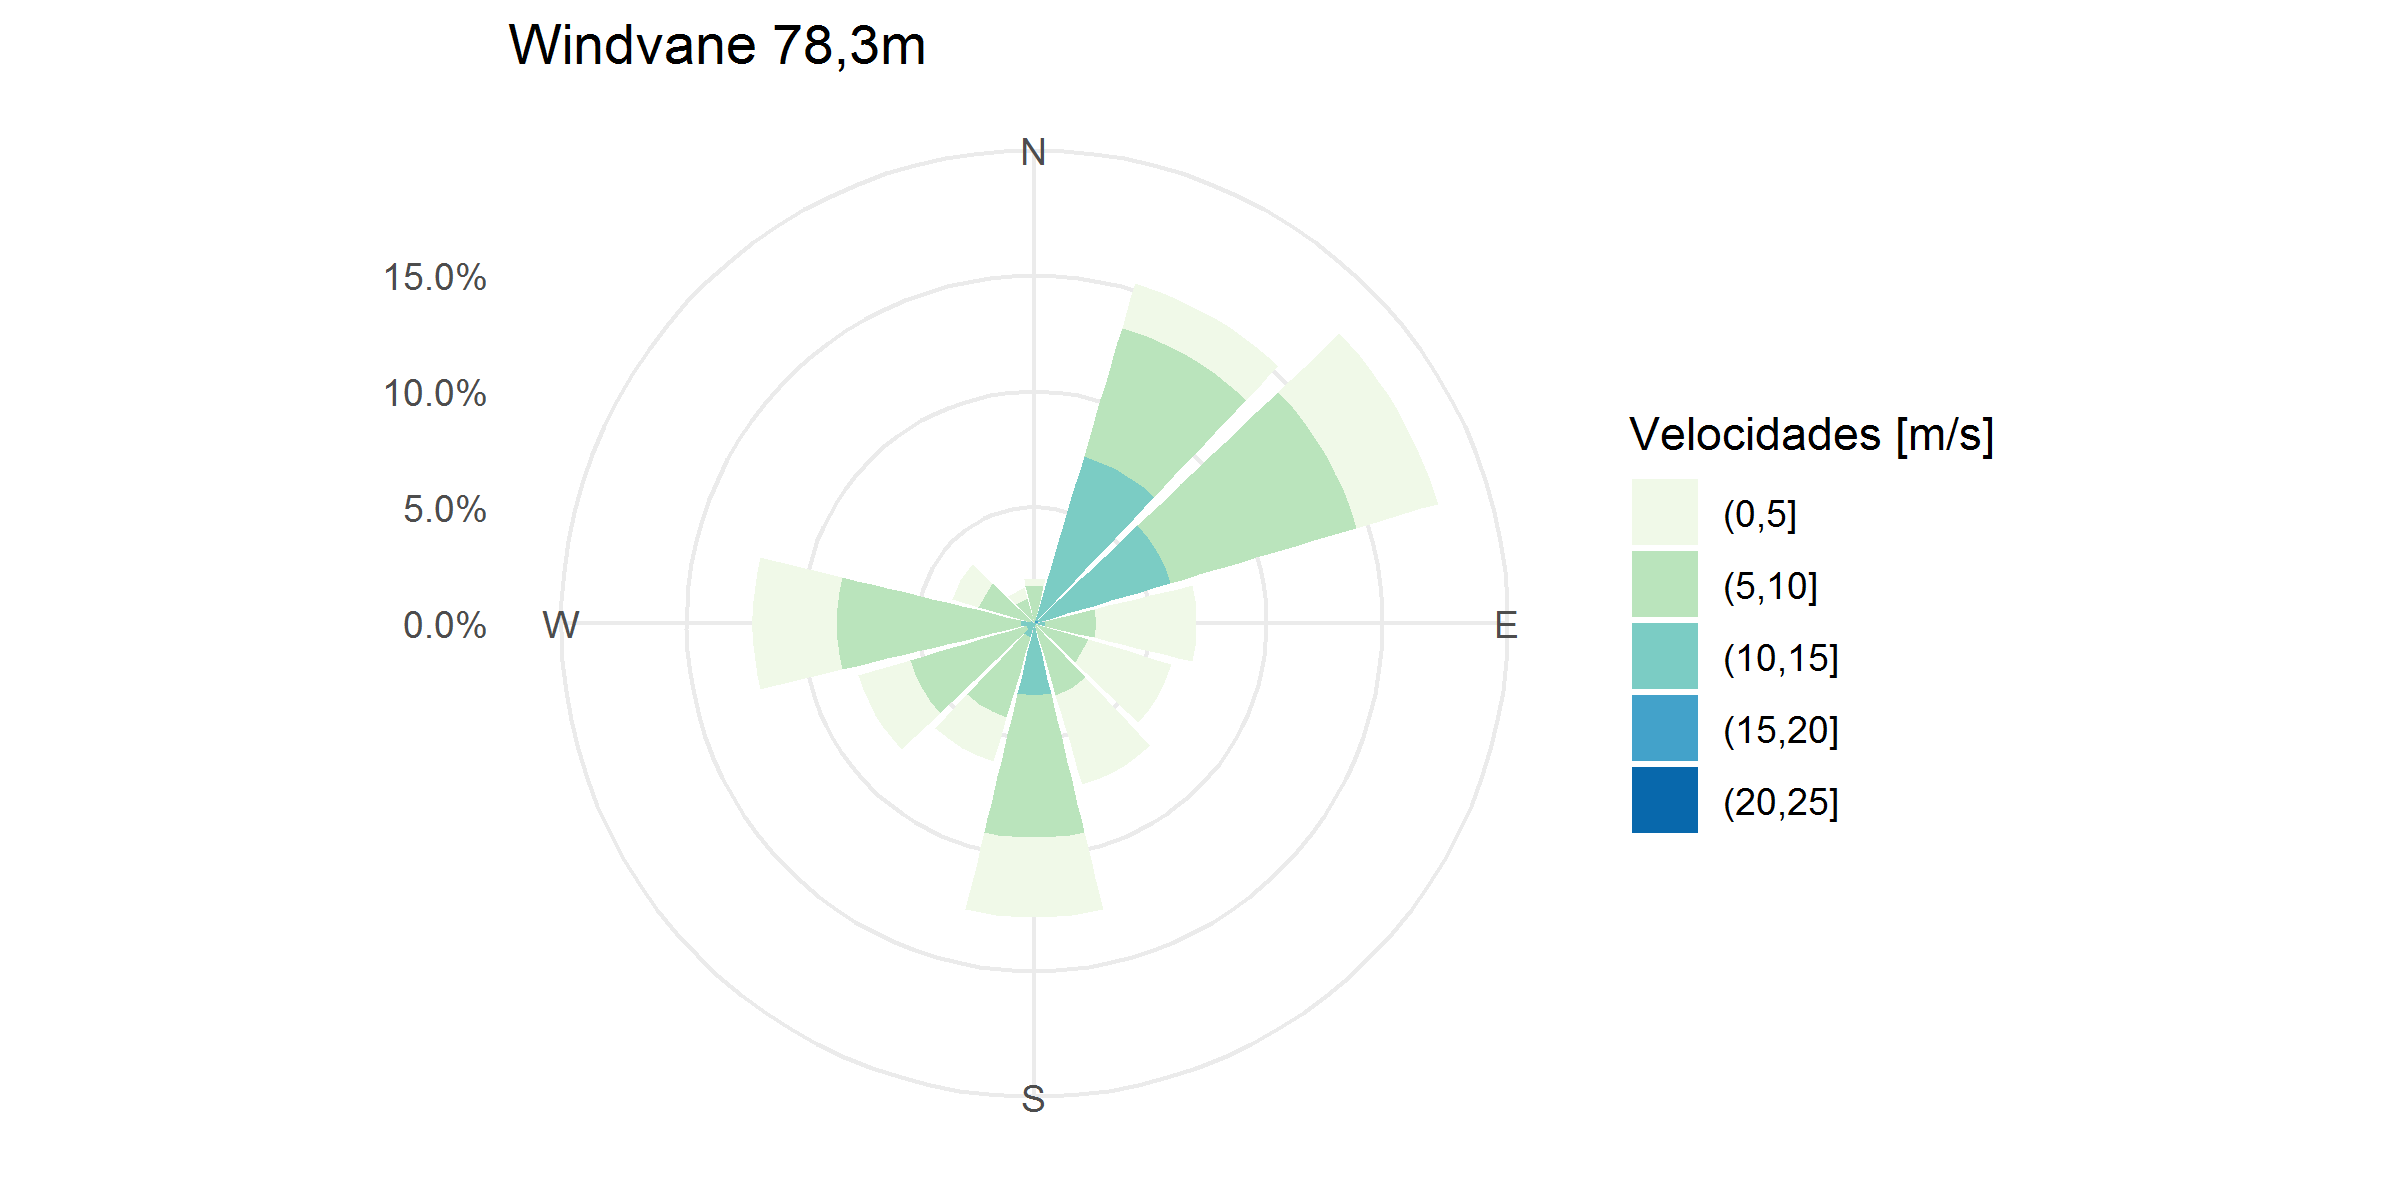 Windvane 78,3m
N
15.0%
10.0%
5.0%
0.0%
W
E
S
Velocidades [m/s]
(0,5]
(5,10]
(10,15]
(15,20]
(20,25]